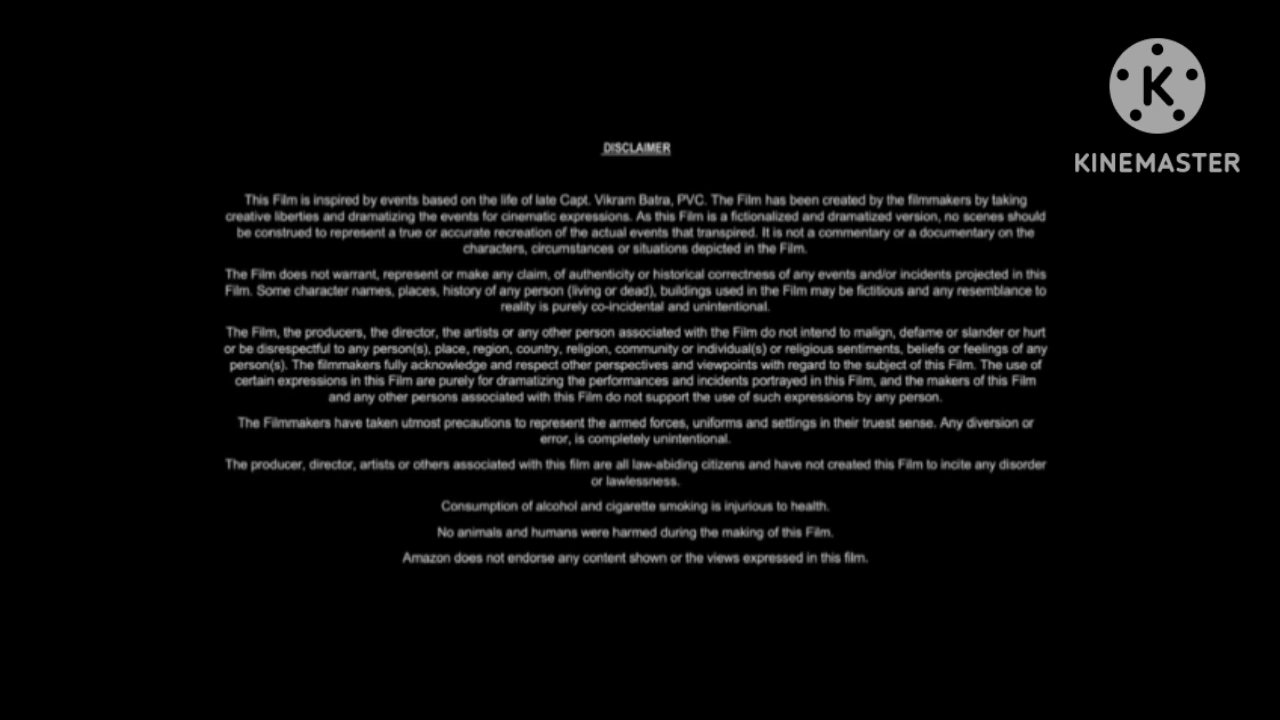 K
KINEMASTER
DISCLAIMER
This Film is inspired by events based on the life of late Capt. Vikram Batra, PVC. The Film has been created by the filmmakers by taking
creative liberties and dramatizing the events for cinematic expressions. As this Film is a fictionalized and dramatized version, no scenes should
be construed to represent a true or accurate recreation of the actual events that transpired. It is not a commentary or a documentary on the
characters, circumstances or situations depicted in the Film.
The Film does not warrant, represent or make any claim, of authenticity or historical correctness of any events and/or incidents projected in this
Film. Some character names, places, history of any person (living or dead), buildings used in the Film may be fictitious and any resemblance to
reality is purely co-incidental and unintentional.
The Film, the producers, the director, the artists or any other person associated with the Film do not intend to malign, defame or slander or hurt
or be disrespectful to any person(s), place, region, country, religion, community or individual(s) or religious sentiments, beliefs or feelings of any
person(s). The filmmakers fully acknowledge and respect other perspectives and viewpoints with regard to the subject of this Film. The use of
certain expressions in this Film are purely for dramatizing the performances and incidents portrayed in this Film, and the makers of this Film
and any other persons associated with this Film do not support the use of such expressions by any person.
The Filmmakers have taken utmost precautions to represent the armed forces, uniforms and settings in their truest sense. Any diversion or
error, is completely unintentional.
The producer, director, artists or others associated with this film are all law-abiding citizens and have not created this Film to incite any disorder
or lawlessness.
Consumption of alcohol and cigarette smoking is injurious to health.
No animals and humans were harmed during the making of this Film.
Amazon does not endorse any content shown or the views expressed in this film.